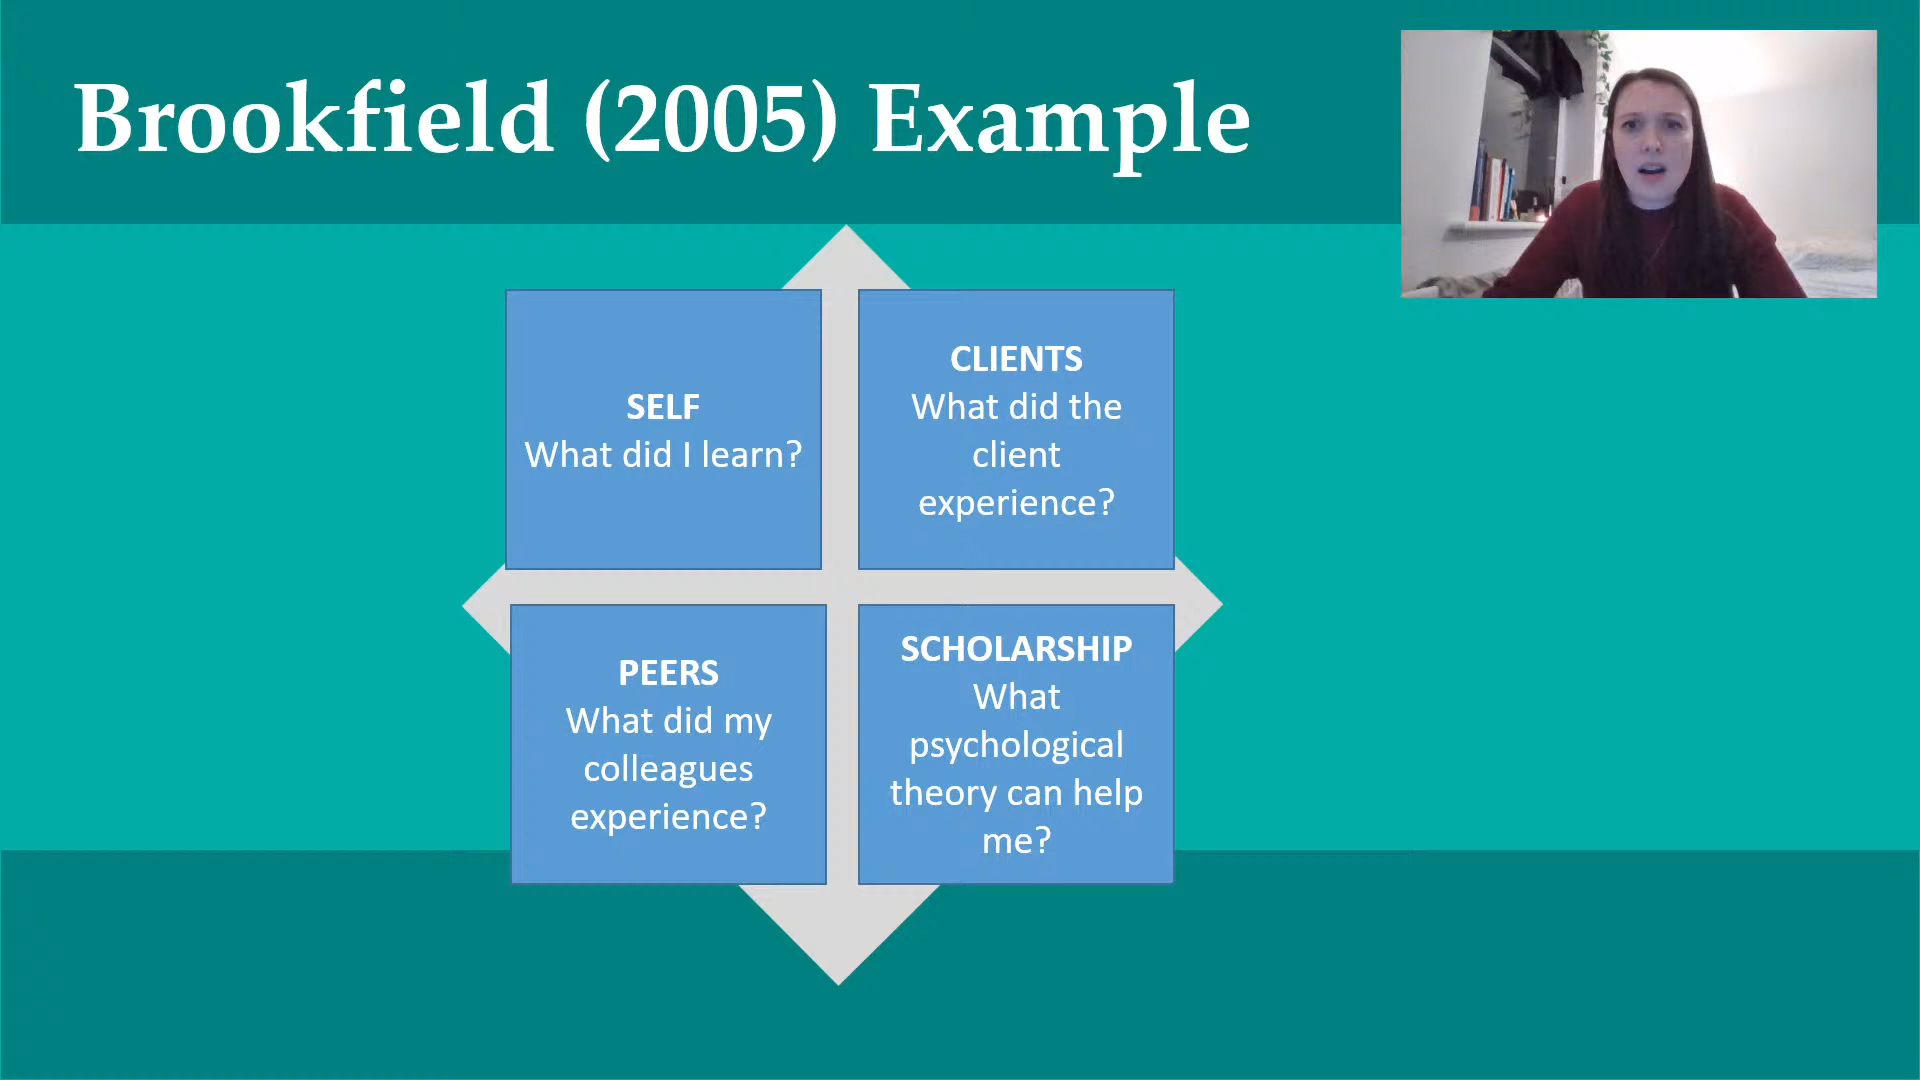 Brookfield (2005) Example
SELF
What did I learn?
CLIENTS
What did the
client
experience?
PEERS
What did my
colleagues
experience?
SCHOLARSHIP
What
psychological
theory can help
me?